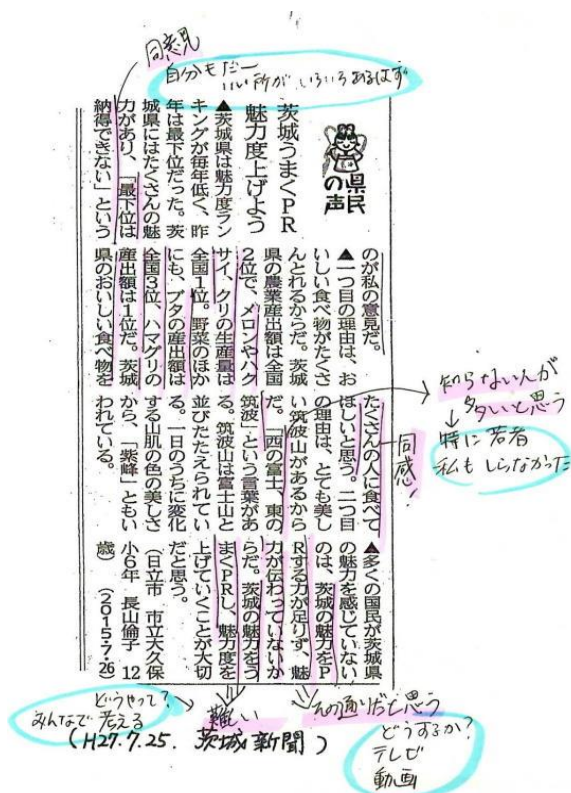 同意見
自分もだー
いい所がいろいろあるはず
県民
の声
茨城うまくPR
魅力度上げよう
▲茨城県は魅力度ラン
キングが毎年低く、昨
年は最下位だった。茨
城県にはたくさんの魅
力があり、「最下位は
納得できない」という
のが私の意見だ。
▲一つ目の理由は、お
いしい食べ物がたくさ
んとれるからだ。茨城
県の農業産出額は全国
2位で、メロンやハク
サイ、クリの生産量は
全国1位。野菜のほか
にも、ブタの産出額は
全国3位、ハマグリの
産出額は1位だ。茨城
県のおいしい食べ物を
たくさんの人に食べて
ほしいと思う。二つ目
の理由は、とても美し
い筑波山があるから
だ。「西の富士、東の
筑波」という言葉があ
る。筑波山は富士山と
並びたたえられてい
る。一日のうちに変化
する山肌の色の美しさ
から、「紫峰」ともい
われている。
▲多くの国民が茨城県
の魅力を感じていない
のは、茨城の魅力をP
Rする力が足りず、魅
力が伝わっていないか
らだ。茨城の魅力をう
まくPRし、魅力度を
上げていくことが大切
だと思う。
(日立市 市立大久保
小6年 長山倫子 12
歳) (2015・7・26)
知らない人が
多いと思う
特に若者
私もしらなかった
同感!
どうやって?
みんなで考える
難しい
その通りだと思う
どうするか?
テレビ
動画
(H27.7.25. 茨城新聞)